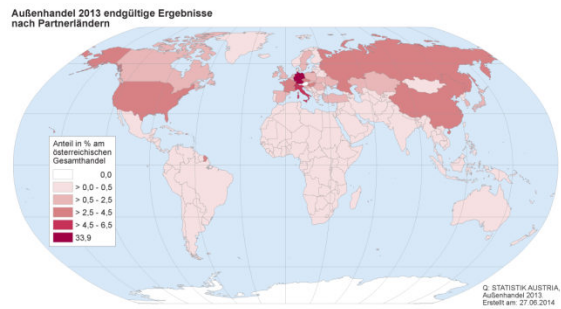 Außenhandel 2013 endgültige Ergebnisse
nach Partnerländern
Anteil in % am
österreichischen
Gesamthandel
0,0
> 0,0 - 0,5
> 0,5 - 2,5
> 2,5 - 4,5
> 4,5 - 6,5
33,9
Q: STATISTIK AUSTRIA,
Außenhandel 2013.
Erstellt am: 27.06.2014